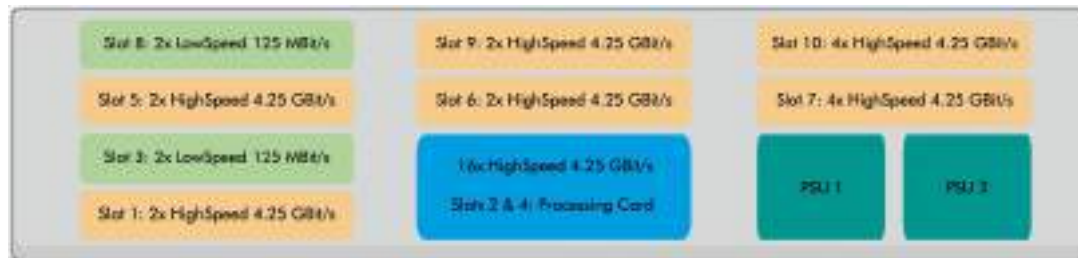 Slot 8: 2x LowSpeed 125 MBit/s
Slot 9: 2x HighSpeed 4.25 GBit/s
Slot 10: 4x HighSpeed 4.25 GBit/s
Slot 5: 2x HighSpeed 4.25 GBit/s
Slot 6: 2x HighSpeed 4.25 GBit/s
Slot 7: 4x HighSpeed 4.25 GBit/s
Slot 3: 2x LowSpeed 125 MBit/s
16x HighSpeed 4.25 GBit/s
Slots 2 & 4: Processing Card
PSU 1
PSU 2
Slot 1: 2x HighSpeed 4.25 GBit/s